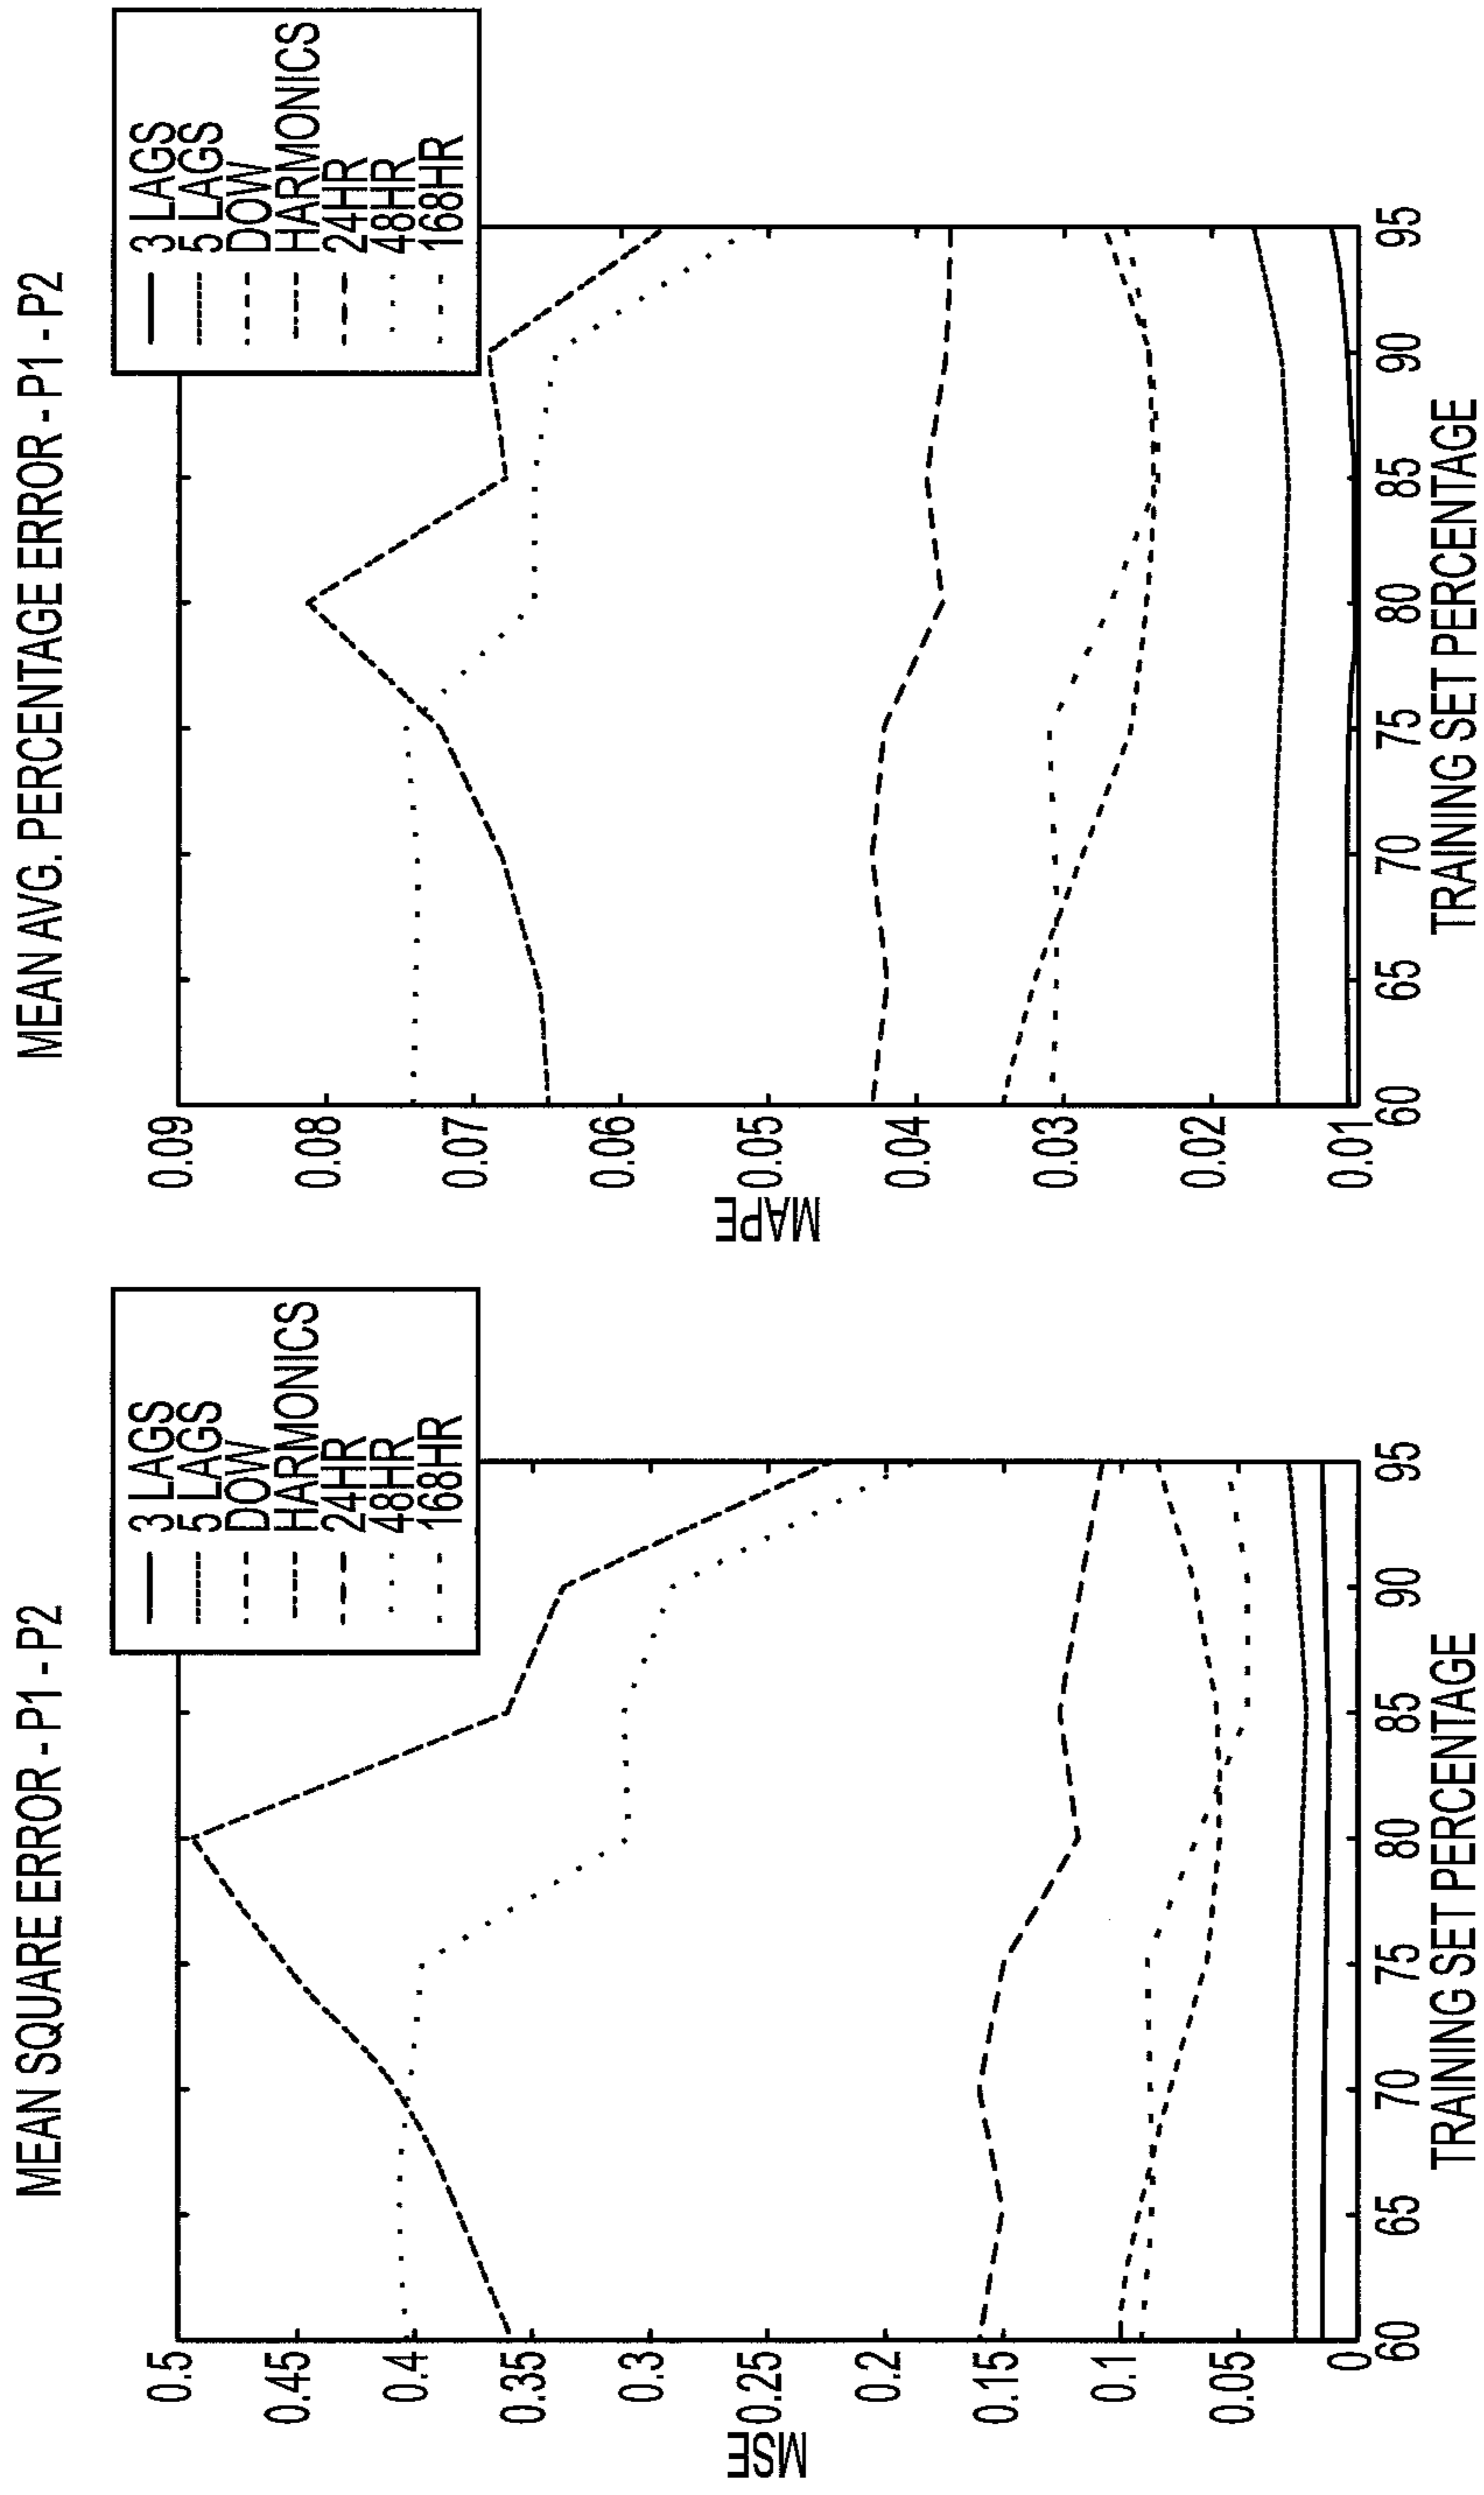 MEAN SQUARE ERROR - P1 - P2
3 LAGS
5 LAGS
DOW
HARMONICS
24HR
48HR
168HR
MSE
0.5
0.45
0.4
0.35
0.3
0.25
0.2
0.15
0.1
0.05
0
60 65 70 75 80 85 90 95
TRAINING SET PERCENTAGE
MEAN AVG. PERCENTAGE ERROR - P1 - P2
3 LAGS
5 LAGS
DOW
HARMONICS
24HR
48HR
168HR
MAPE
0.09
0.08
0.07
0.06
0.05
0.04
0.03
0.02
0.01
60 65 70 75 80 85 90 95
TRAINING SET PERCENTAGE